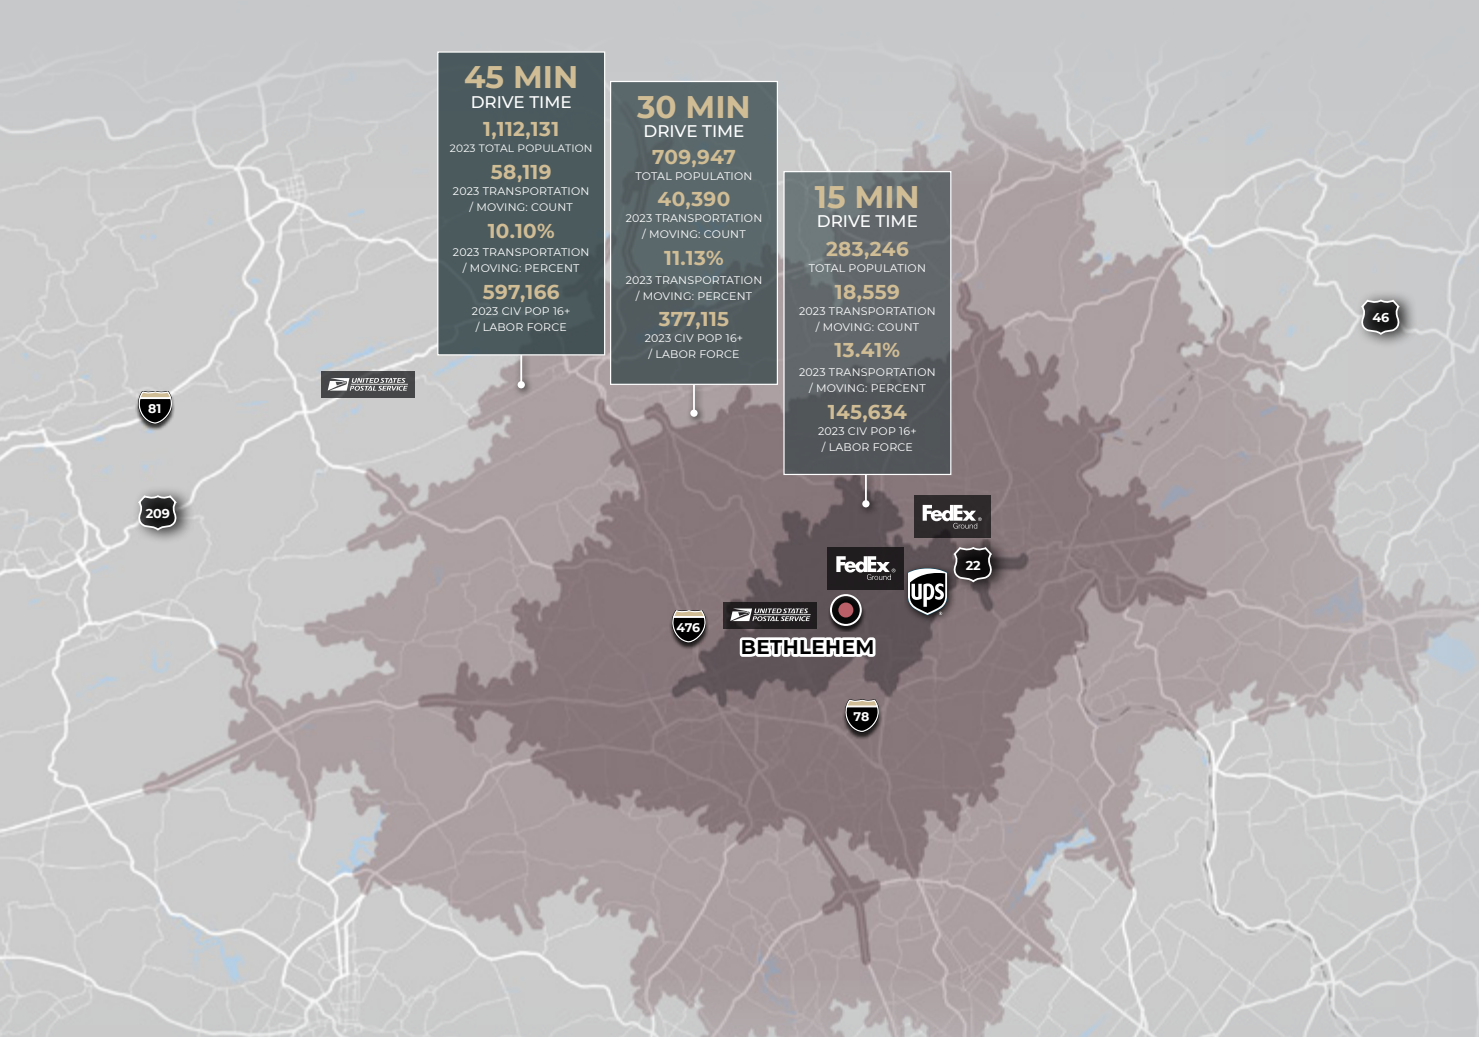 45 MIN
DRIVE TIME
1,112,131
2023 TOTAL POPULATION
58,119
2023 TRANSPORTATION
/ MOVING: COUNT
10.10%
2023 TRANSPORTATION
/ MOVING: PERCENT
597,166
2023 CIV POP 16+
/ LABOR FORCE
30 MIN
DRIVE TIME
709,947
TOTAL POPULATION
40,390
2023 TRANSPORTATION
/ MOVING: COUNT
11.13%
2023 TRANSPORTATION
/ MOVING: PERCENT
377,115
2023 CIV POP 16+
/ LABOR FORCE
15 MIN
DRIVE TIME
283,246
TOTAL POPULATION
18,559
2023 TRANSPORTATION
/ MOVING: COUNT
13.41%
2023 TRANSPORTATION
/ MOVING: PERCENT
145,634
2023 CIV POP 16+
/ LABOR FORCE
46
UNITED STATES
POSTAL SERVICE
81
209
FedEx®
Ground
FedEx®
Ground
22
ups
UNITED STATES
POSTAL SERVICE
476
BETHLEHEM
78